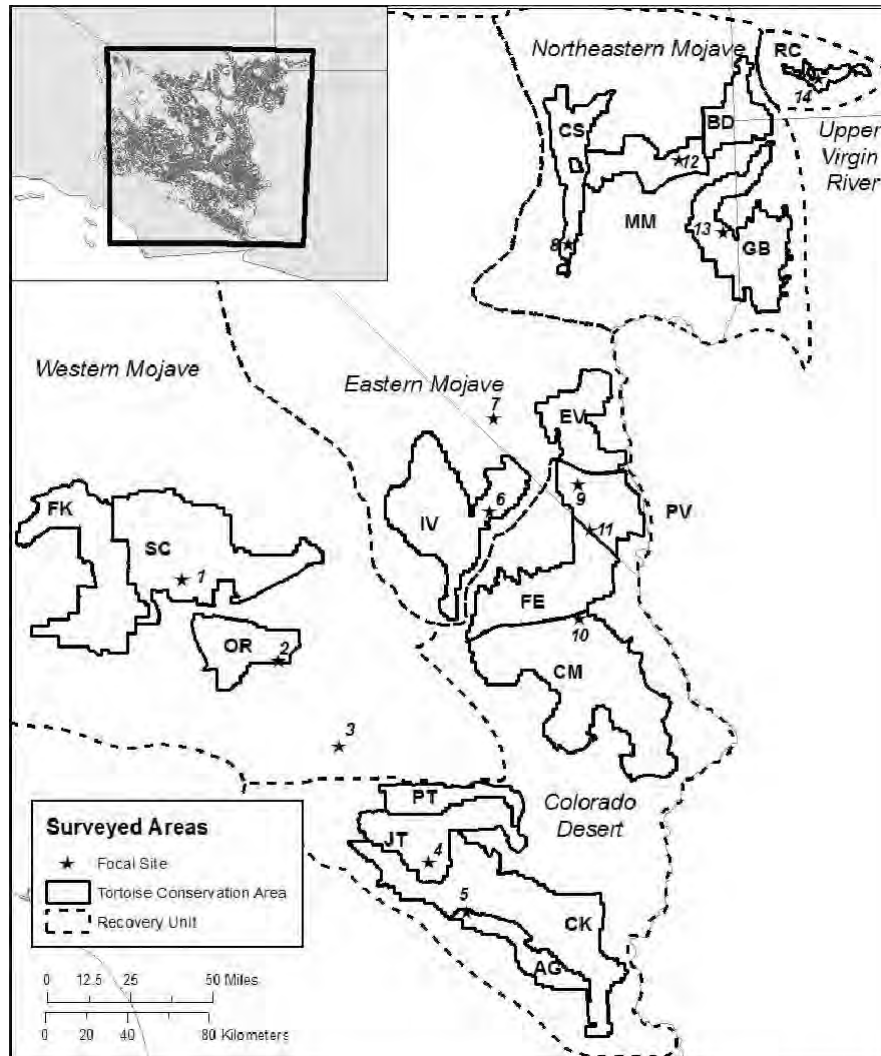 Northeastern Mojave
RC
14
CS
BD
Upper
Virgin
River
12
MM
13
8
GB
Western Mojave
Eastern Mojave
7
EV
FK
IV
6
9
PV
SC
11
1
FE
OR
2
10
CM
3
PT
Colorado
Desert
JT
4
5
CK
AG
Surveyed Areas
Focal Site
Tortoise Conservation Area
Recovery Unit
0 12.5 25 50 Miles
0 20 40 80 Kilometers